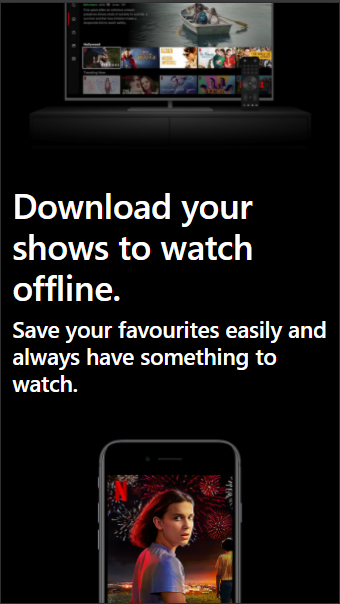 Download your
shows to watch
offline.
Save your favourites easily and
always have something to
watch.
N